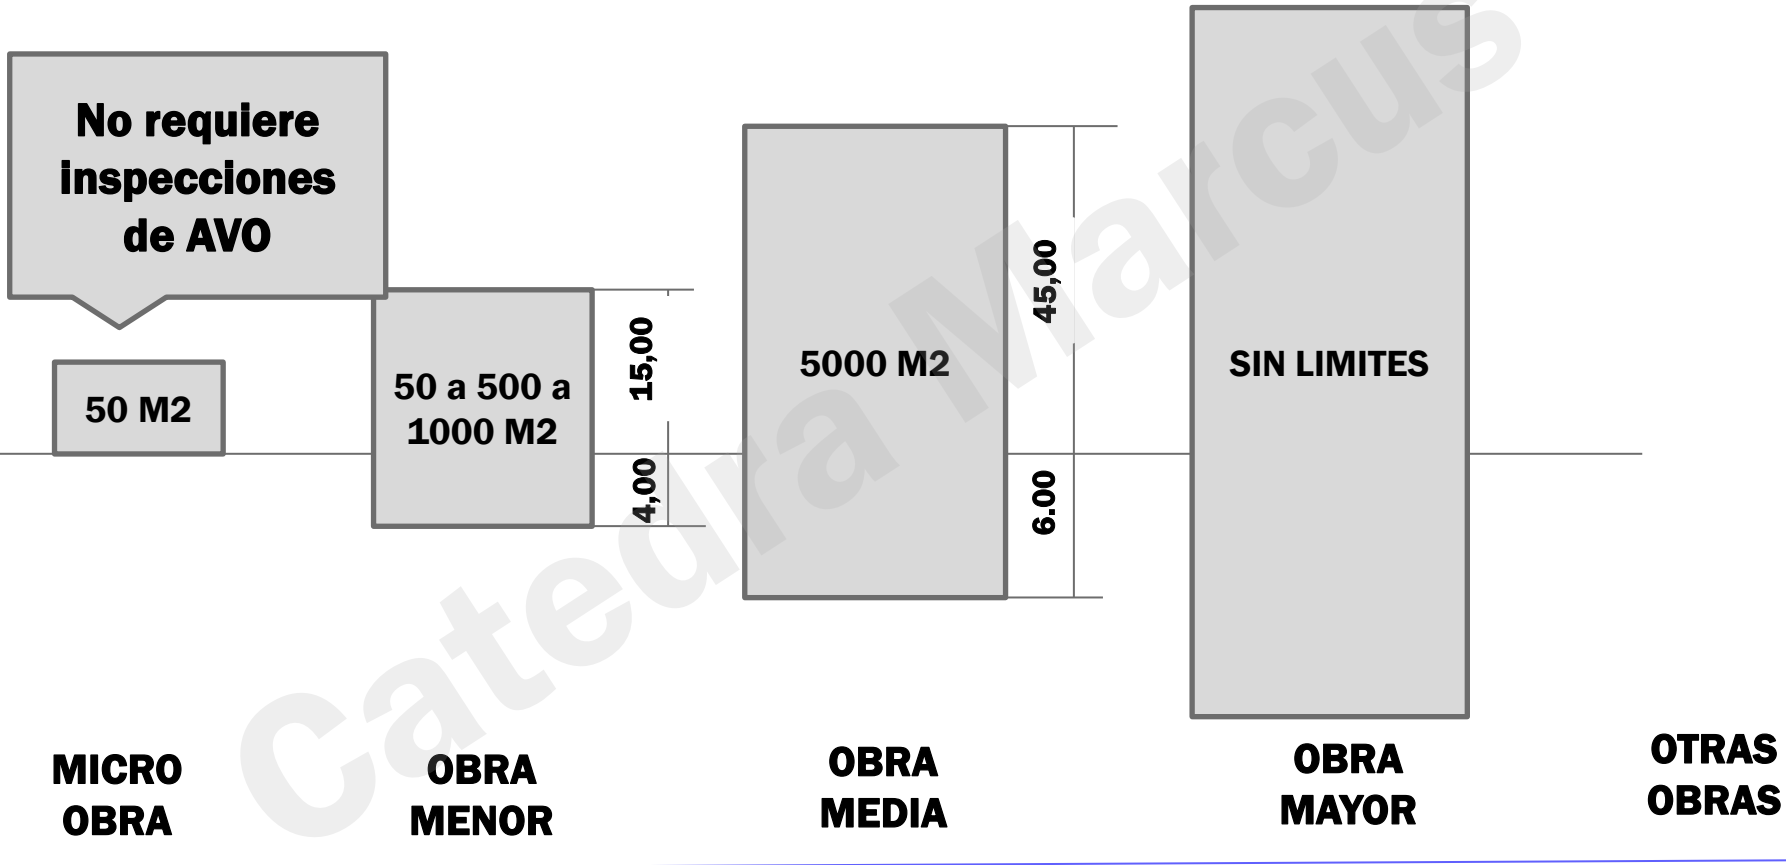 No requiere
inspecciones
de AVO
50 M2
50 a 500 a
1000 M2
15,00
4,00
5000 M2
45,00
6.00
SIN LIMITES
MICRO
OBRA
OBRA
MENOR
OBRA
MEDIA
OBRA
MAYOR
OTRAS
OBRAS
Catedra Marcus